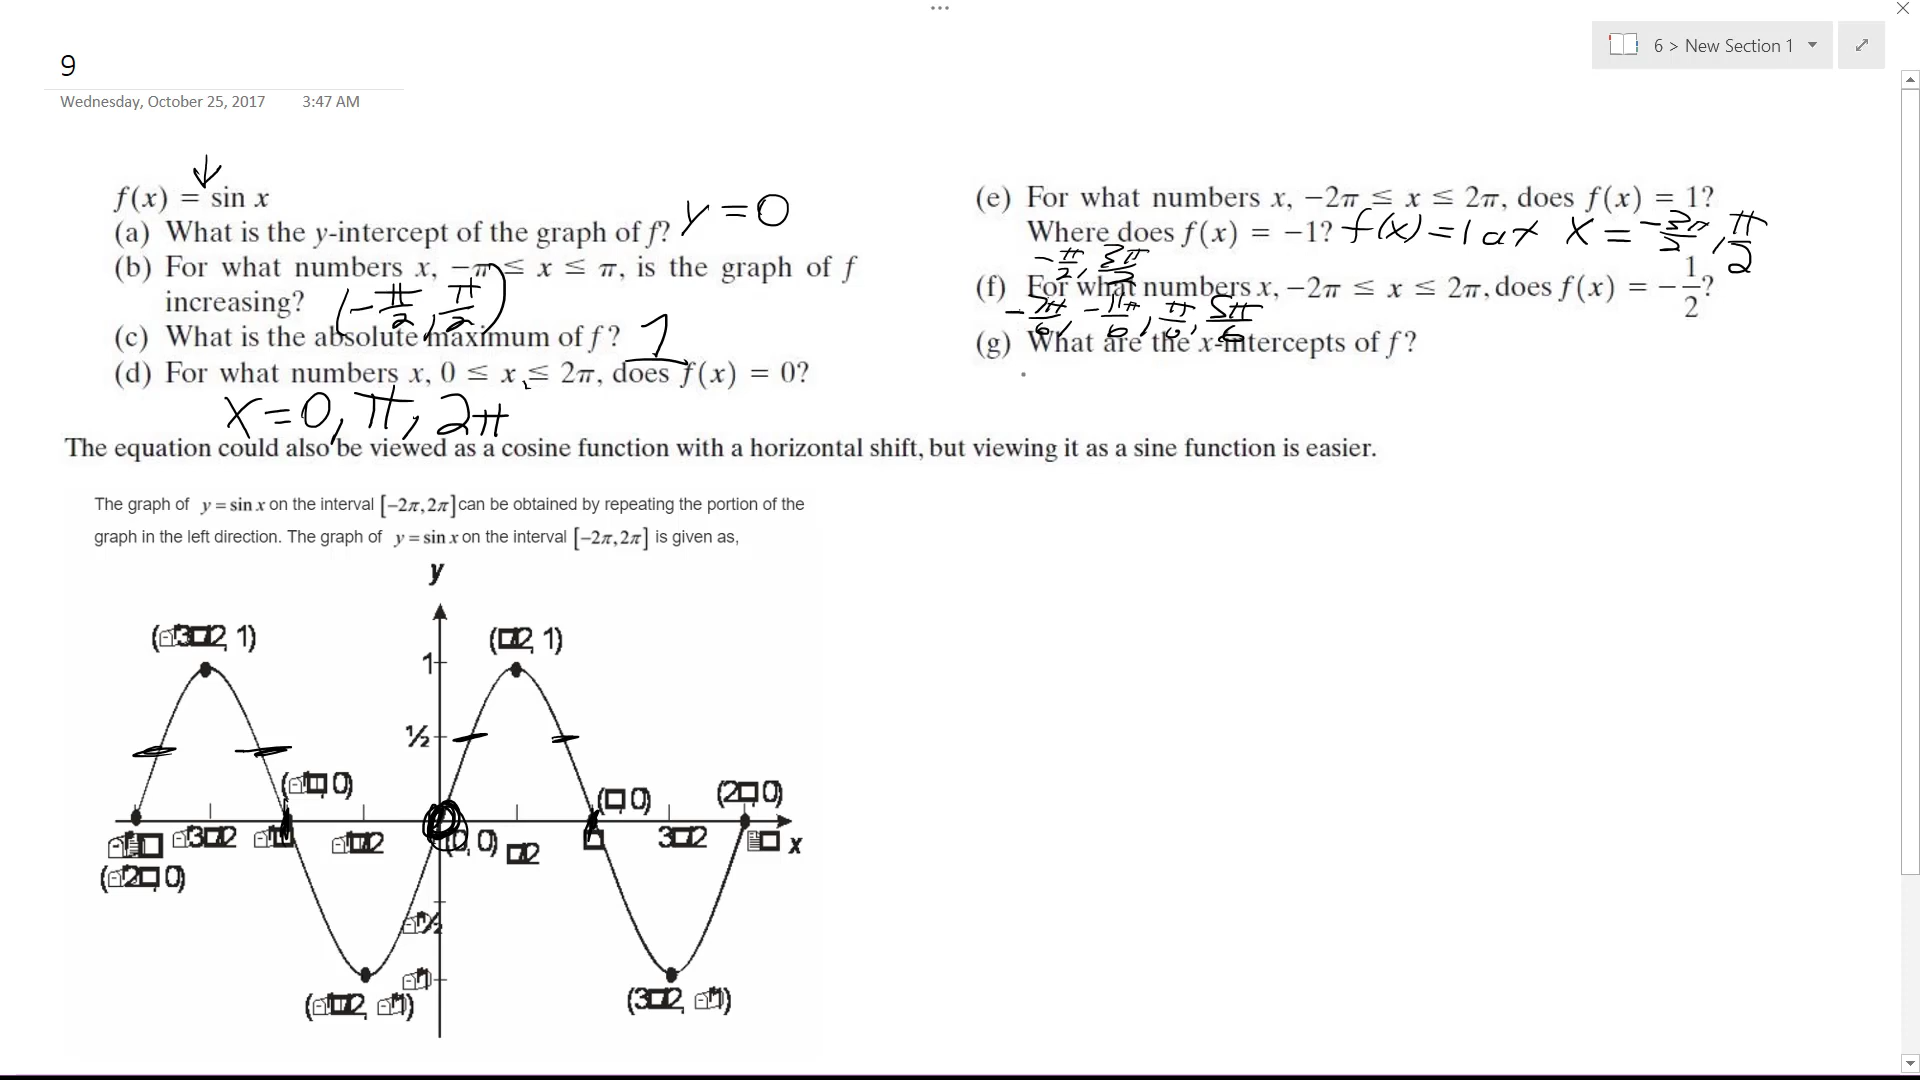 6 > New Section 1
9
Wednesday, October 25, 2017 3:47 AM
f(x) = sin x
(a) What is the y-intercept of the graph of f? y = 0
(b) For what numbers x, −π ≤ x ≤ π, is the graph of f
increasing? (−π/2, π/2)
(c) What is the absolute maximum of f? 1
(d) For what numbers x, 0 ≤ x ≤ 2π, does f(x) = 0?
x = 0, π, 2π
(e) For what numbers x, −2π ≤ x ≤ 2π, does f(x) = 1?
Where does f(x) = −1? f(x) = 1 at x = −3π/2, π/2
−π/2, 3π/2
(f) For what numbers x, −2π ≤ x ≤ 2π, does f(x) = −1/2?
π/6, 5π/6
(g) What are the x-intercepts of f?
The equation could also be viewed as a cosine function with a horizontal shift, but viewing it as a sine function is easier.
The graph of y = sin x on the interval [−2π, 2π] can be obtained by repeating the portion of the
graph in the left direction. The graph of y = sin x on the interval [−2π, 2π] is given as,
y
1
½
(0, 0)
x